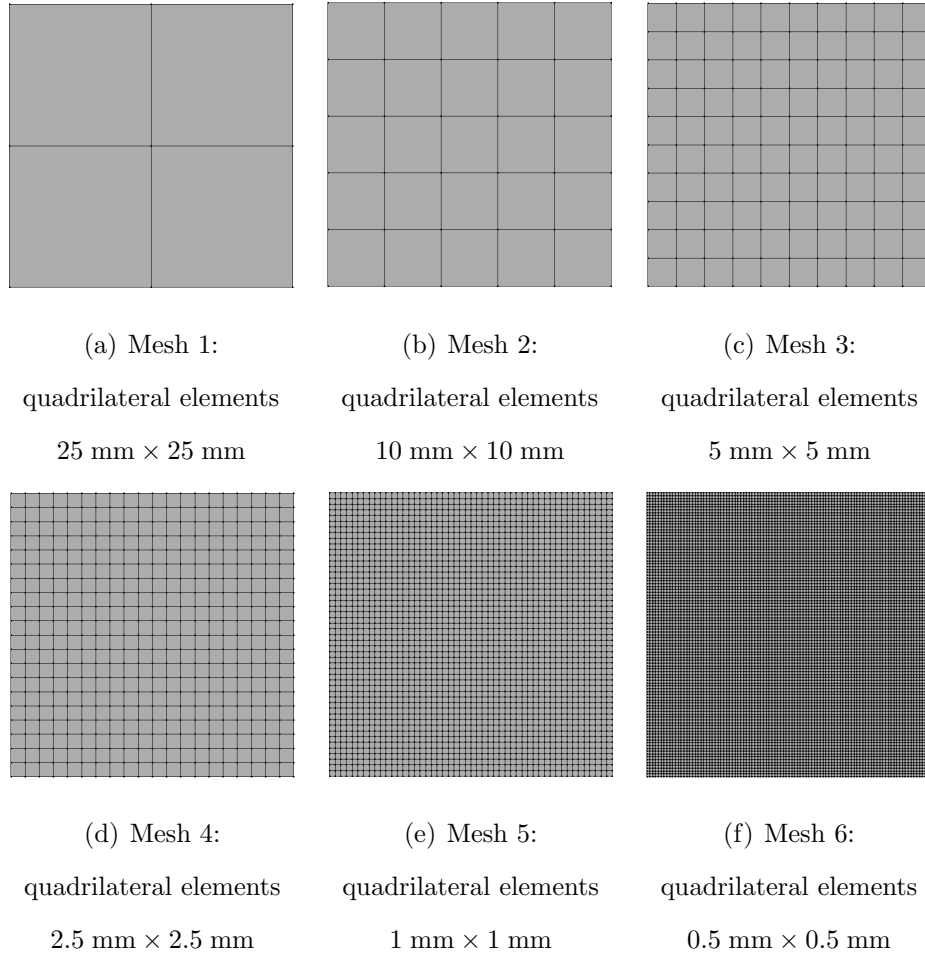 (a) Mesh 1:
quadrilateral elements
25 mm × 25 mm
(b) Mesh 2:
quadrilateral elements
10 mm × 10 mm
(c) Mesh 3:
quadrilateral elements
5 mm × 5 mm
(d) Mesh 4:
quadrilateral elements
2.5 mm × 2.5 mm
(e) Mesh 5:
quadrilateral elements
1 mm × 1 mm
(f) Mesh 6:
quadrilateral elements
0.5 mm × 0.5 mm